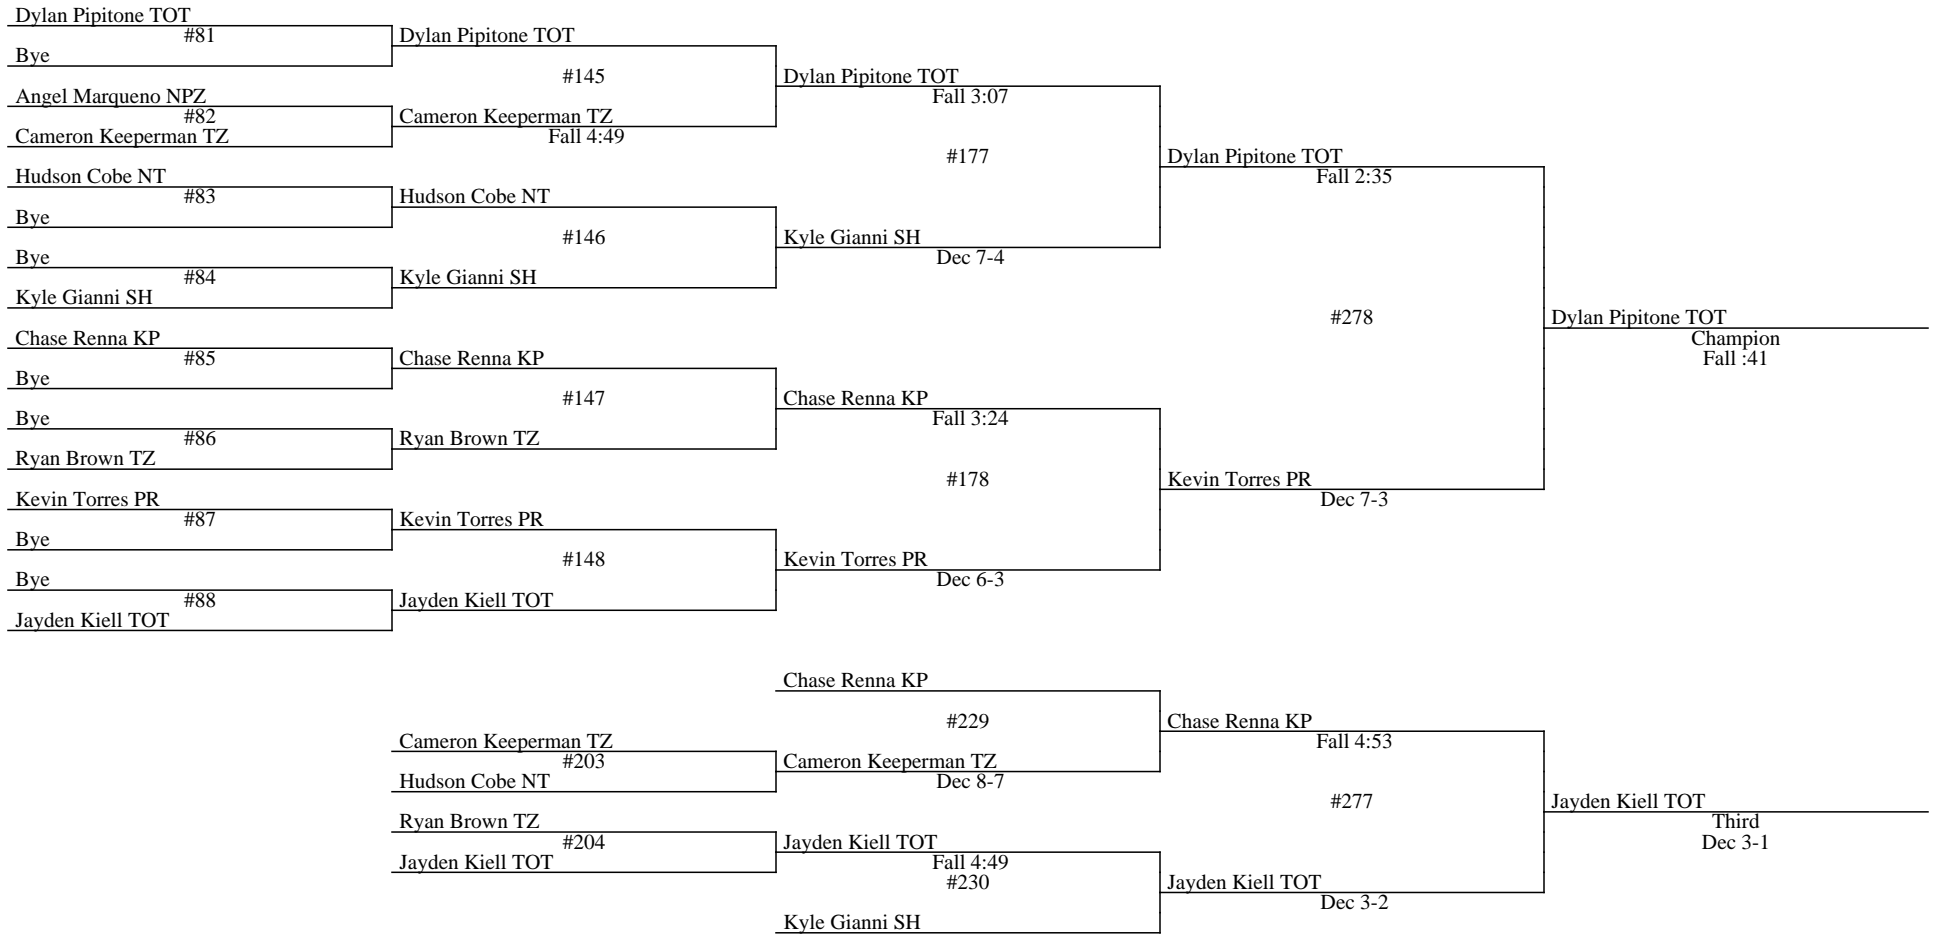 Dylan Pipitone TOT
#81
Bye
Dylan Pipitone TOT
#145
Angel Marqueno NPZ
#82
Cameron Keeperman TZ
Cameron Keeperman TZ
Fall 4:49
Dylan Pipitone TOT
Fall 3:07
#177
Hudson Cobe NT
#83
Bye
Hudson Cobe NT
#146
Bye
#84
Kyle Gianni SH
Kyle Gianni SH
Kyle Gianni SH
Dec 7-4
Dylan Pipitone TOT
Fall 2:35
#278
Chase Renna KP
#85
Bye
Chase Renna KP
#147
Bye
#86
Ryan Brown TZ
Ryan Brown TZ
Chase Renna KP
Fall 3:24
#178
Kevin Torres PR
#87
Bye
Kevin Torres PR
#148
Bye
#88
Jayden Kiell TOT
Jayden Kiell TOT
Kevin Torres PR
Dec 6-3
Kevin Torres PR
Dec 7-3
Dylan Pipitone TOT
Champion
Fall :41
Chase Renna KP
#229
Cameron Keeperman TZ
#203
Hudson Cobe NT
Cameron Keeperman TZ
Dec 8-7
Chase Renna KP
Fall 4:53
#277
Ryan Brown TZ
#204
Jayden Kiell TOT
Jayden Kiell TOT
Fall 4:49
#230
Kyle Gianni SH
Jayden Kiell TOT
Dec 3-2
Jayden Kiell TOT
Third
Dec 3-1